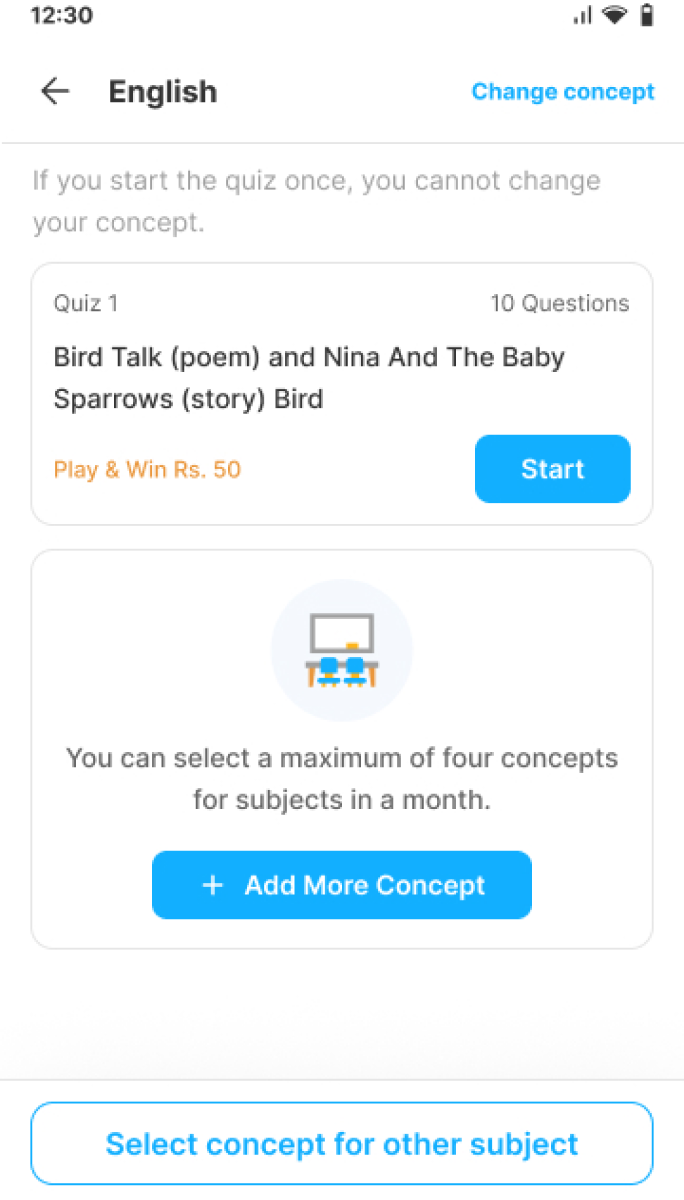 12:30
English
Change concept
If you start the quiz once, you cannot change
your concept.
Quiz 1
10 Questions
Bird Talk (poem) and Nina And The Baby
Sparrows (story) Bird
Play & Win Rs. 50
Start
You can select a maximum of four concepts
for subjects in a month.
+ Add More Concept
Select concept for other subject